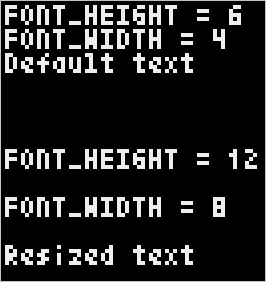 FONT_HEIGHT = 6
FONT_WIDTH = 4
Default text
FONT_HEIGHT = 12
FONT_WIDTH = 8
Resized text